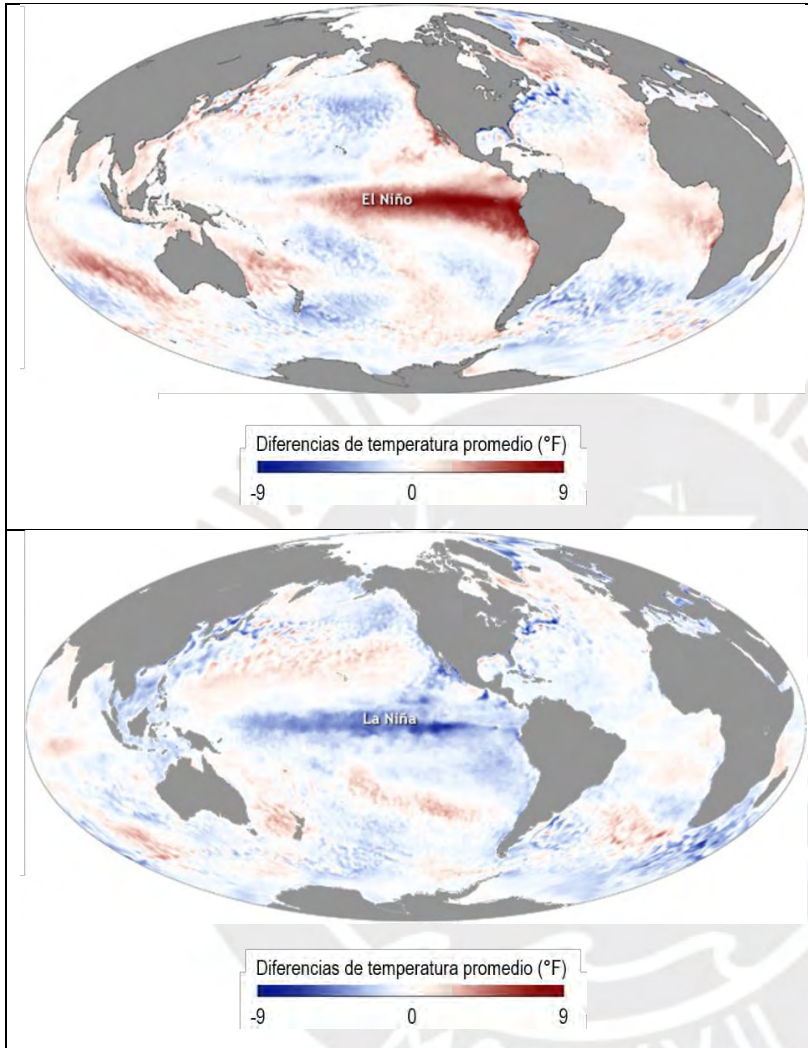 El Niño
Diferencias de temperatura promedio (°F)
-9 0 9
La Niña
Diferencias de temperatura promedio (°F)
-9 0 9